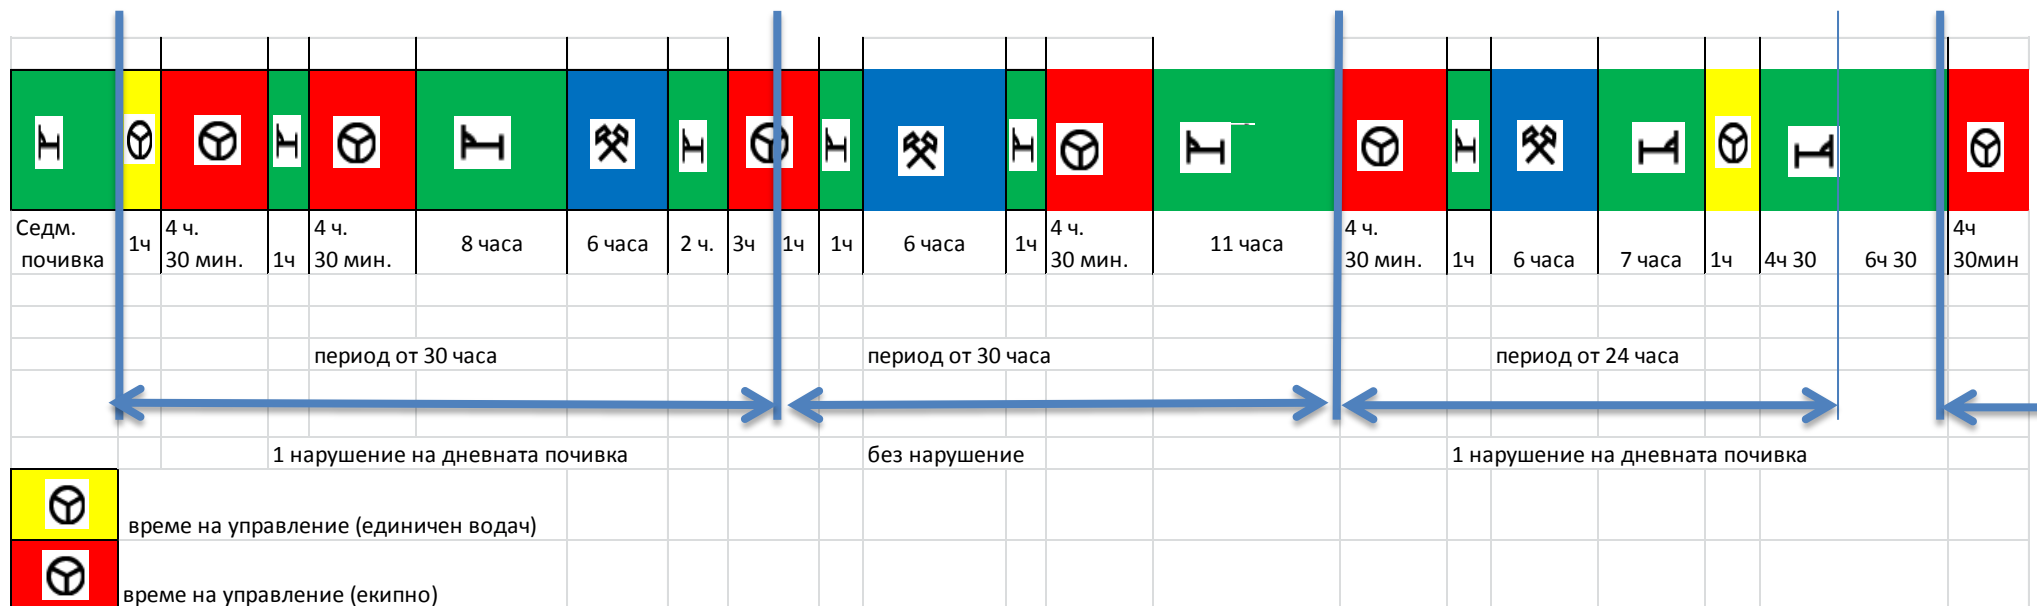 Седм.
почивка
1ч
4 ч.
30 мин.
1ч
4 ч.
30 мин.
8 часа
6 часа
2 ч.
3ч
1ч
1ч
6 часа
1ч
4 ч.
30 мин.
11 часа
4 ч.
30 мин.
1ч
6 часа
7 часа
1ч
4ч 30
6ч 30
4ч
30мин
период от 30 часа
период от 30 часа
период от 24 часа
1 нарушение на дневната почивка
без нарушение
1 нарушение на дневната почивка
време на управление (единичен водач)
време на управление (екипно)